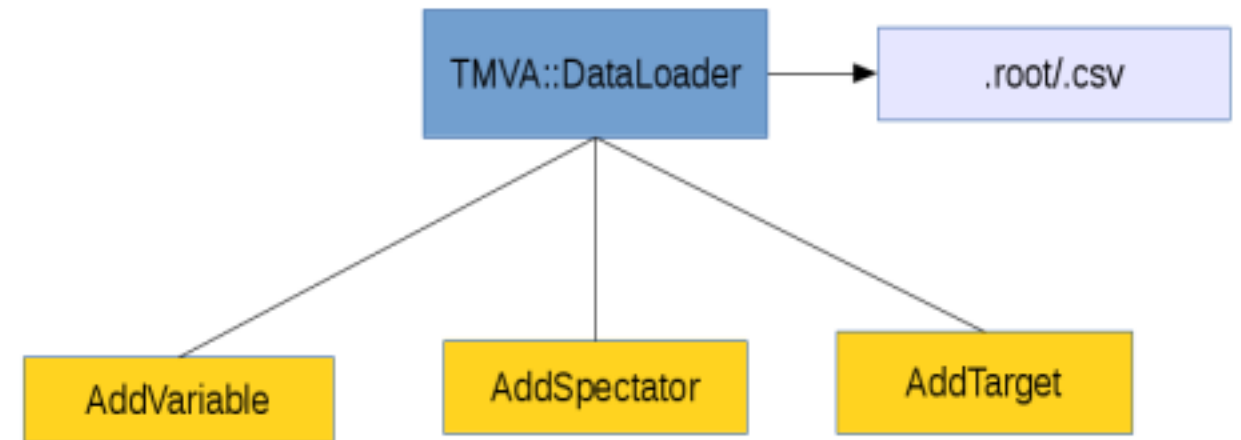 TMVA::DataLoader
.root/.csv
AddVariable
AddSpectator
AddTarget